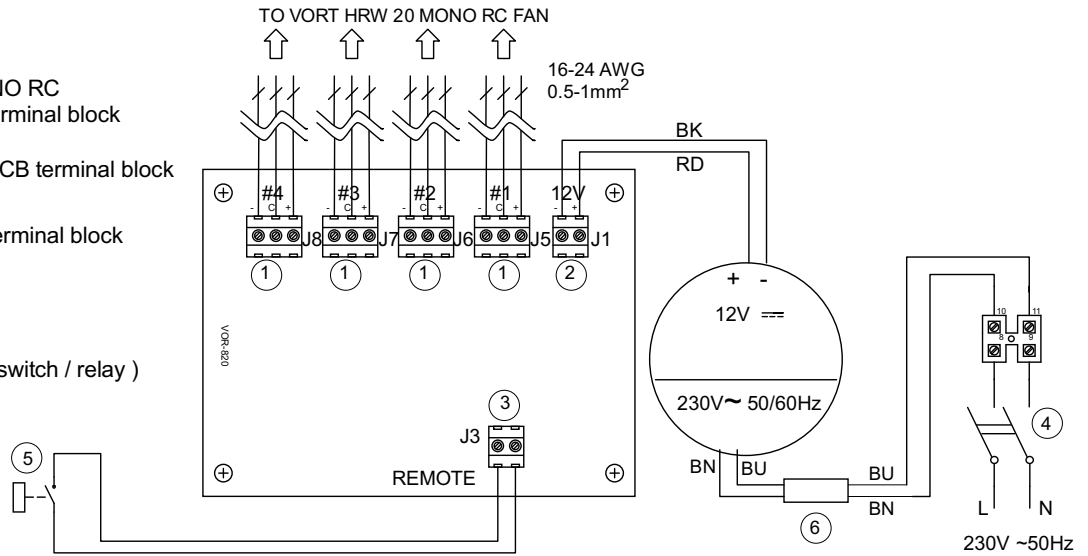 TO VORT HRW 20 MONO RC FAN
16-24 AWG
0.5-1mm2
NO RC
erminal block
CB terminal block
erminal block
switch / relay )
BK
RD
#4 #3 #2 #1 12V
- C + - C + - C + - C + - +
J8 J7 J6 J5 J1
1 1 1 1 2
+ -
12V
VOR-820
230V~ 50/60Hz
10 11
8 9
3
J3
REMOTE
4
5
BN BU BU
BN
6
L N
230V ~50Hz